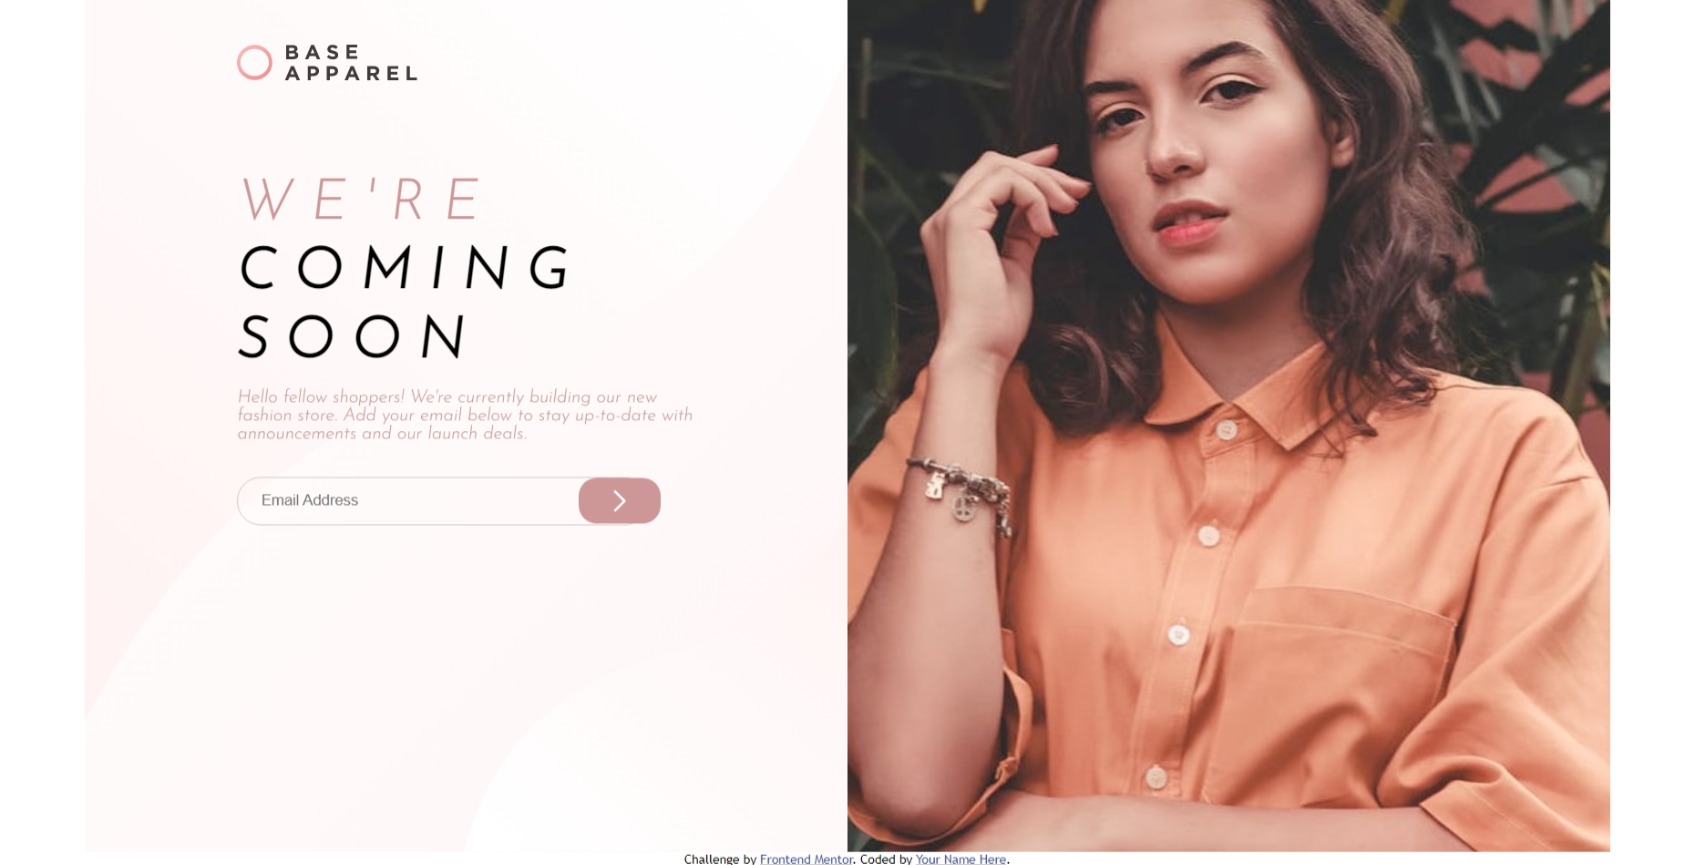 BASE
APPAREL
WE'RE
COMING
SOON
Hello fellow shoppers! We're currently building our new
fashion store. Add your email below to stay up-to-date with
announcements and our launch deals.
Email Address
Challenge by Frontend Mentor. Coded by Your Name Here.